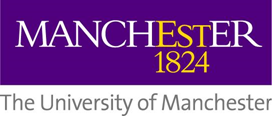 MANCHESTER
1824
The University of Manchester